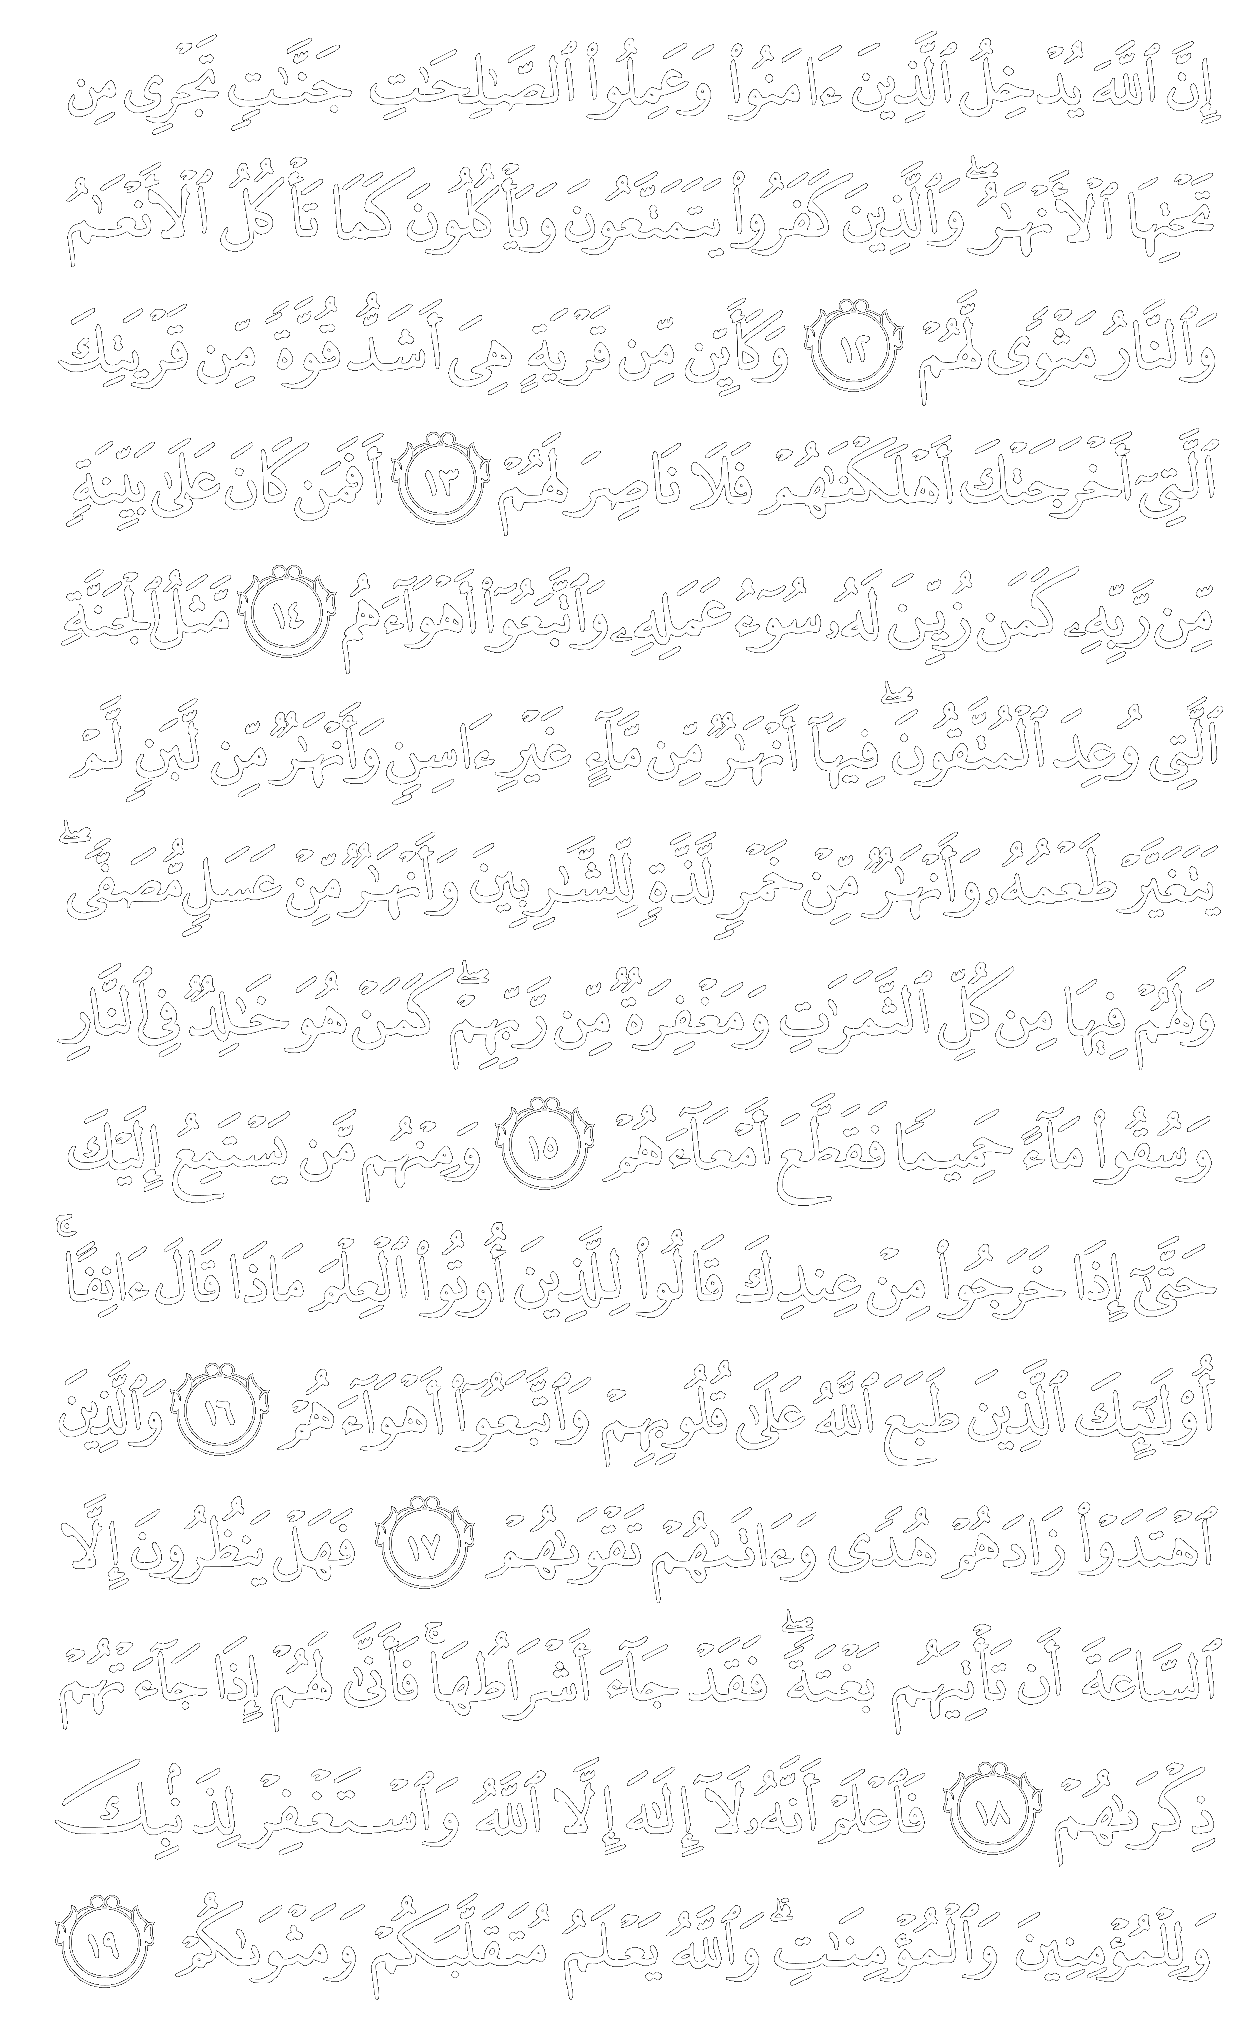 إِنَّ ٱللَّهَ يُدْخِلُ ٱلَّذِينَ ءَامَنُوا۟ وَعَمِلُوا۟ ٱلصَّـٰلِحَـٰتِ جَنَّـٰتٍ تَجْرِى مِن
تَحْتِهَا ٱلْأَنْهَـٰرُ ۖ وَٱلَّذِينَ كَفَرُوا۟ يَتَمَتَّعُونَ وَيَأْكُلُونَ كَمَا تَأْكُلُ ٱلْأَنْعَـٰمُ
وَٱلنَّارُ مَثْوًى لَّهُمْ ١٢ وَكَأَيِّن مِّن قَرْيَةٍ هِىَ أَشَدُّ قُوَّةً مِّن قَرْيَتِكَ
ٱلَّتِىٓ أَخْرَجَتْكَ أَهْلَكْنَـٰهُمْ فَلَا نَاصِرَ لَهُمْ ١٣ أَفَمَن كَانَ عَلَىٰ بَيِّنَةٍ
مِّن رَّبِّهِۦ كَمَن زُيِّنَ لَهُۥ سُوٓءُ عَمَلِهِۦ وَٱتَّبَعُوٓا۟ أَهْوَآءَهُم ١٤ مَّثَلُ ٱلْجَنَّةِ
ٱلَّتِى وُعِدَ ٱلْمُتَّقُونَ ۖ فِيهَآ أَنْهَـٰرٌ مِّن مَّآءٍ غَيْرِ ءَاسِنٍ وَأَنْهَـٰرٌ مِّن لَّبَنٍ لَّمْ
يَتَغَيَّرْ طَعْمُهُۥ وَأَنْهَـٰرٌ مِّنْ خَمْرٍ لَّذَّةٍ لِّلشَّـٰرِبِينَ وَأَنْهَـٰرٌ مِّنْ عَسَلٍ مُّصَفًّى ۖ
وَلَهُمْ فِيهَا مِن كُلِّ ٱلثَّمَرَٰتِ وَمَغْفِرَةٌ مِّن رَّبِّهِمْ ۖ كَمَنْ هُوَ خَـٰلِدٌ فِى ٱلنَّارِ
وَسُقُوا۟ مَآءً حَمِيمًا فَقَطَّعَ أَمْعَآءَهُمْ ١٥ وَمِنْهُم مَّن يَسْتَمِعُ إِلَيْكَ
حَتَّىٰٓ إِذَا خَرَجُوا۟ مِنْ عِندِكَ قَالُوا۟ لِلَّذِينَ أُوتُوا۟ ٱلْعِلْمَ مَاذَا قَالَ ءَانِفًا ۚ
أُو۟لَـٰٓئِكَ ٱلَّذِينَ طَبَعَ ٱللَّهُ عَلَىٰ قُلُوبِهِمْ وَٱتَّبَعُوٓا۟ أَهْوَآءَهُمْ ١٦ وَٱلَّذِينَ
ٱهْتَدَوْا۟ زَادَهُمْ هُدًى وَءَاتَىٰهُمْ تَقْوَىٰهُمْ ١٧ فَهَلْ يَنظُرُونَ إِلَّا
ٱلسَّاعَةَ أَن تَأْتِيَهُم بَغْتَةً ۖ فَقَدْ جَآءَ أَشْرَاطُهَا ۚ فَأَنَّىٰ لَهُمْ إِذَا جَآءَتْهُمْ
ذِكْرَىٰهُمْ ١٨ فَٱعْلَمْ أَنَّهُۥ لَآ إِلَـٰهَ إِلَّا ٱللَّهُ وَٱسْتَغْفِرْ لِذَنۢبِكَ
وَلِلْمُؤْمِنِينَ وَٱلْمُؤْمِنَـٰتِ ۗ وَٱللَّهُ يَعْلَمُ مُتَقَلَّبَكُمْ وَمَثْوَىٰكُمْ ١٩